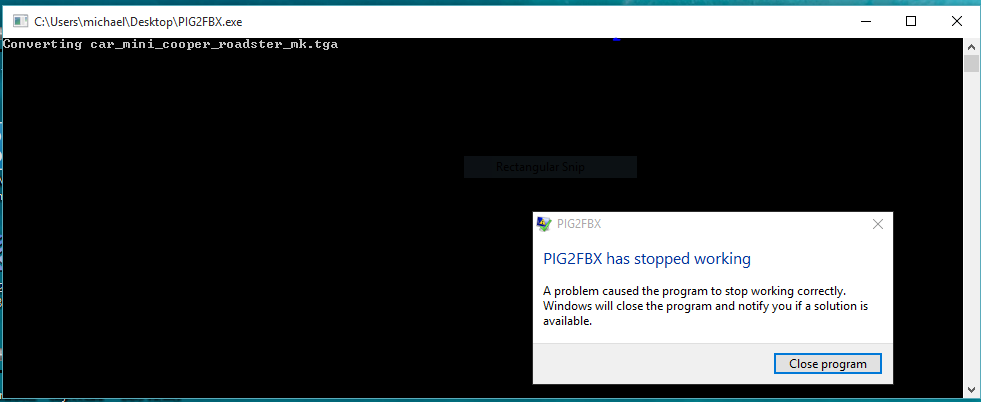 C:\Users\michael\Desktop\PIG2FBX.exe
Converting car_mini_cooper_roadster_mk.tga
Rectangular Snip
PIG2FBX
PIG2FBX has stopped working
A problem caused the program to stop working correctly.
Windows will close the program and notify you if a solution is
available.
Close program